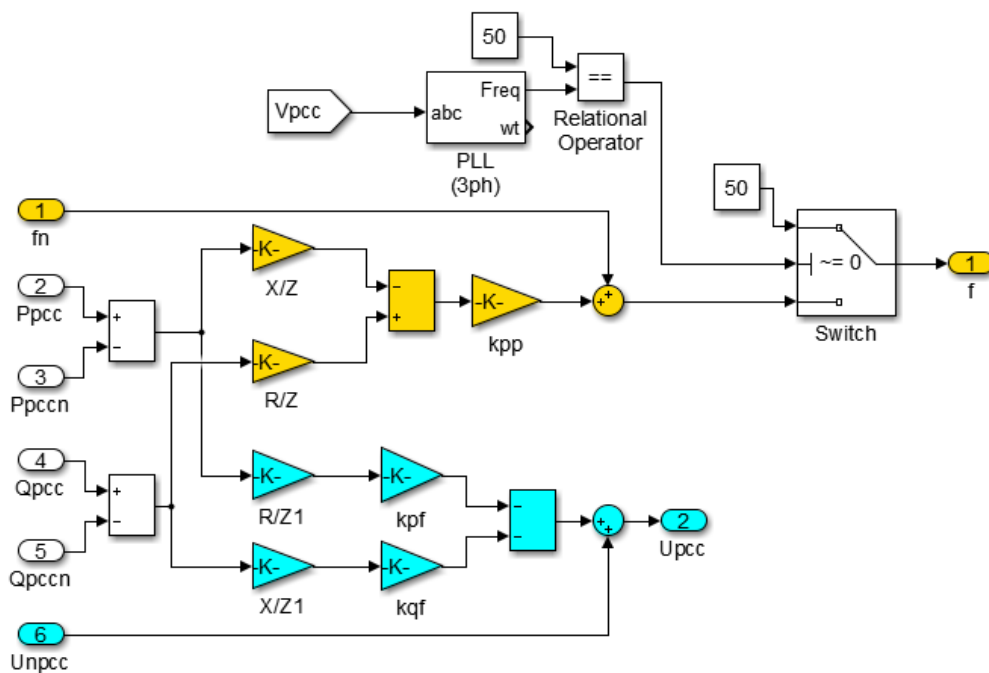 50
==
Relational
Operator
Vpcc
abc
Freq
wt
PLL
(3ph)
50
~= 0
Switch
1
f
1
fn
-K-
X/Z
2
Ppcc
+
-
3
Ppccn
-
+
-K-
kpp
+
+
-K-
R/Z
4
Qpcc
+
-
5
Qpccn
-K-
R/Z1
-K-
kpf
-
-
+
+
2
Upcc
-K-
X/Z1
-K-
kqf
6
Unpcc